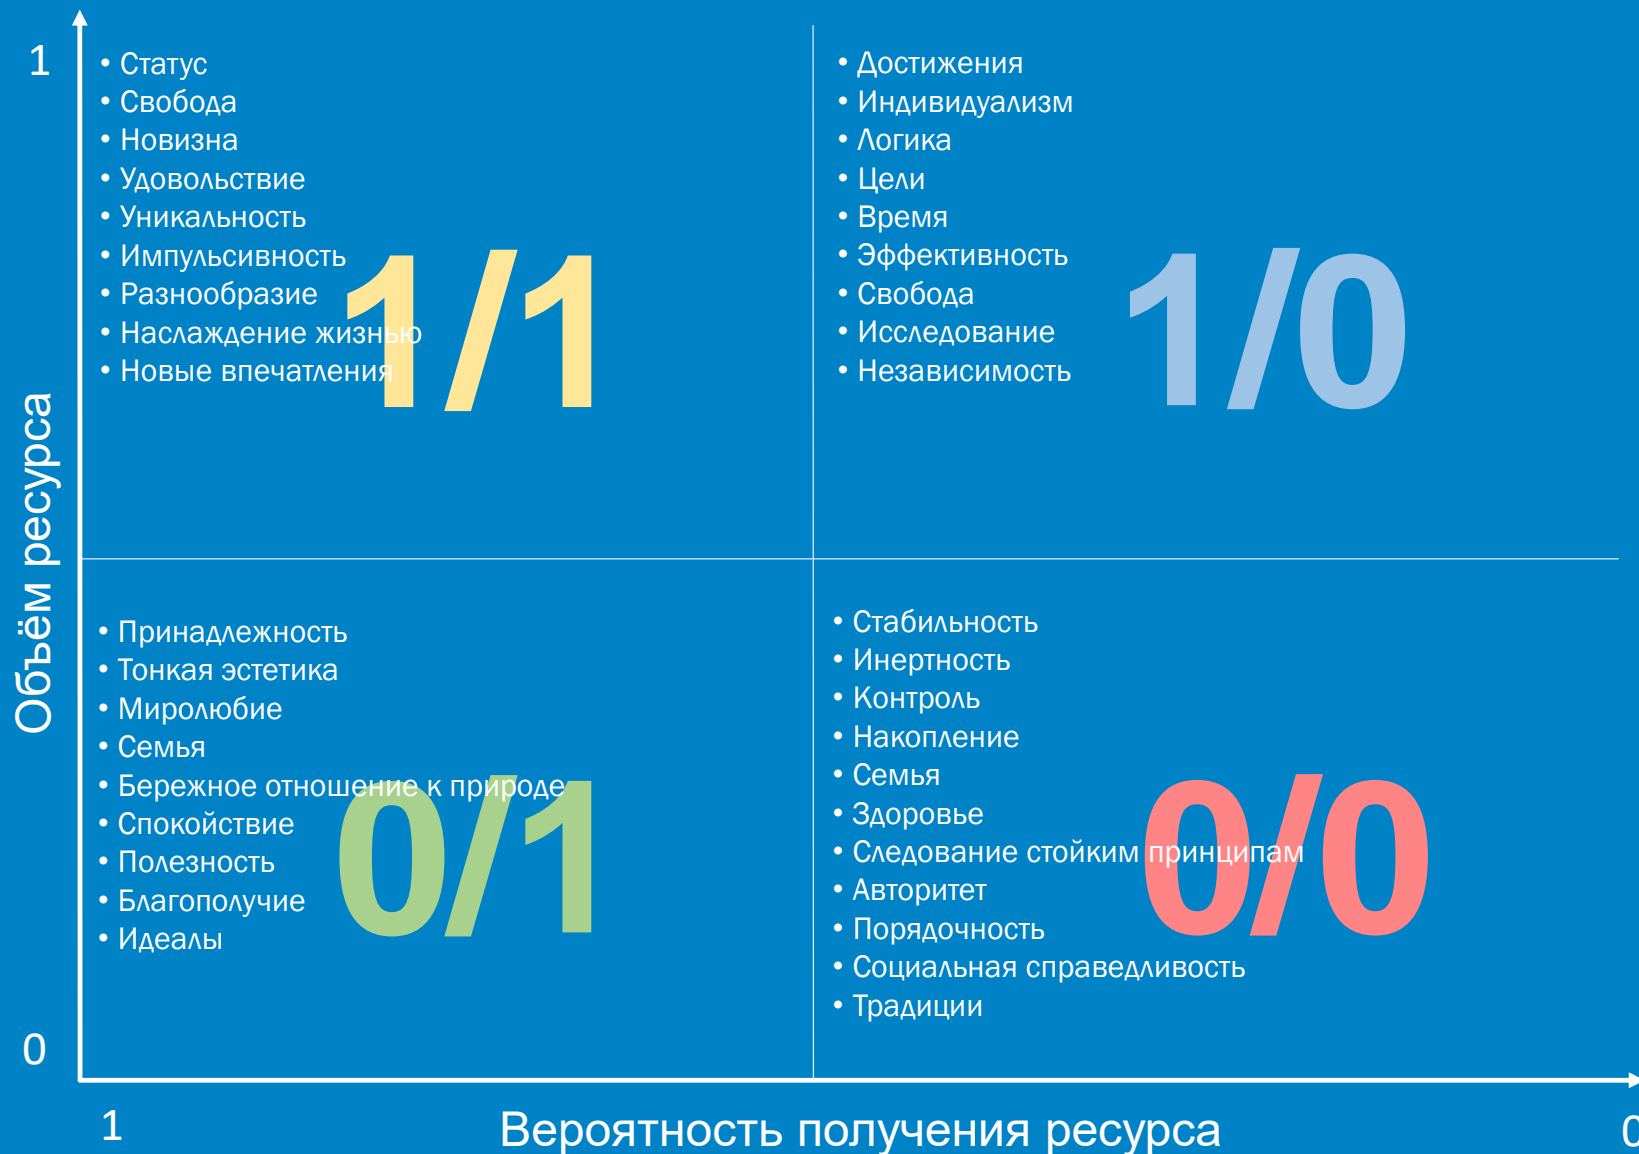 1
• Статус
• Свобода
• Новизна
• Удовольствие
• Уникальность
• Импульсивность
• Разнообразие
• Наслаждение жизнью
• Новые впечатления
1/1
• Достижения
• Индивидуализм
• Логика
• Цели
• Время
• Эффективность
• Свобода
• Исследование
• Независимость
1/0
Объём ресурса
• Принадлежность
• Тонкая эстетика
• Миролюбие
• Семья
• Бережное отношение к природе
• Спокойствие
• Полезность
• Благополучие
• Идеалы
0/1
• Стабильность
• Инертность
• Контроль
• Накопление
• Семья
• Здоровье
• Следование стойким принципам
• Авторитет
• Порядочность
• Социальная справедливость
• Традиции
0/0
0
1
Вероятность получения ресурса
0